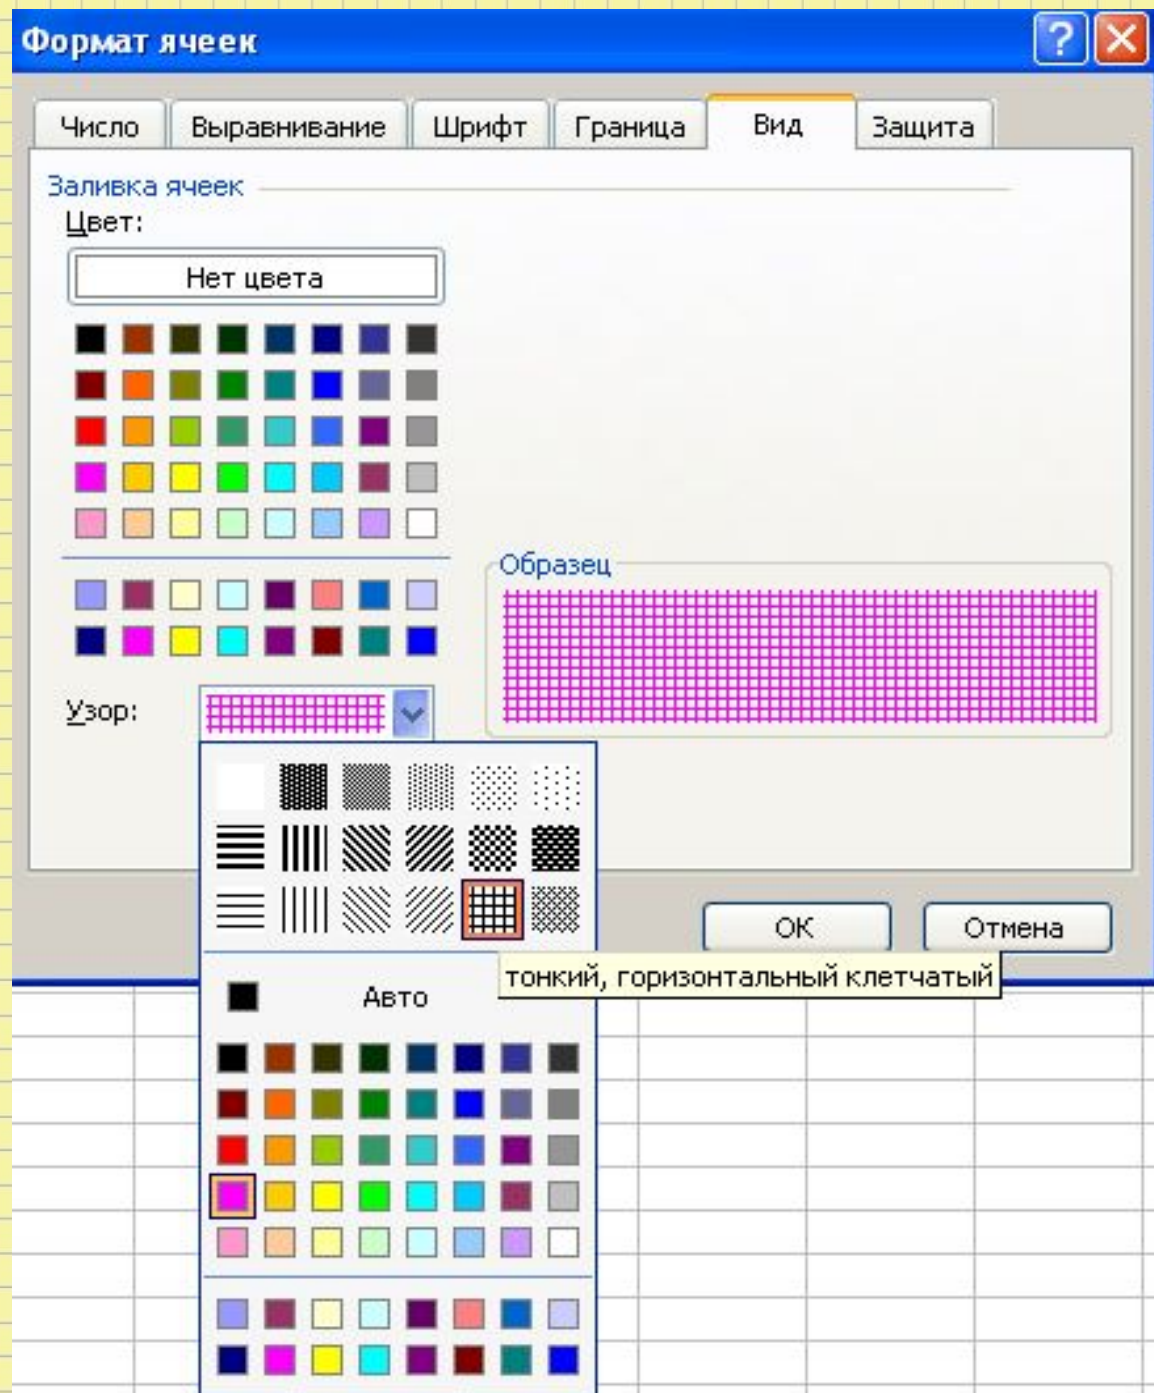 Формат ячеек
?
Число Выравнивание Шрифт Граница Вид Защита
Заливка ячеек
Цвет:
Нет цвета
Образец
Узор:
ОК Отмена
тонкий, горизонтальный клетчатый
Авто